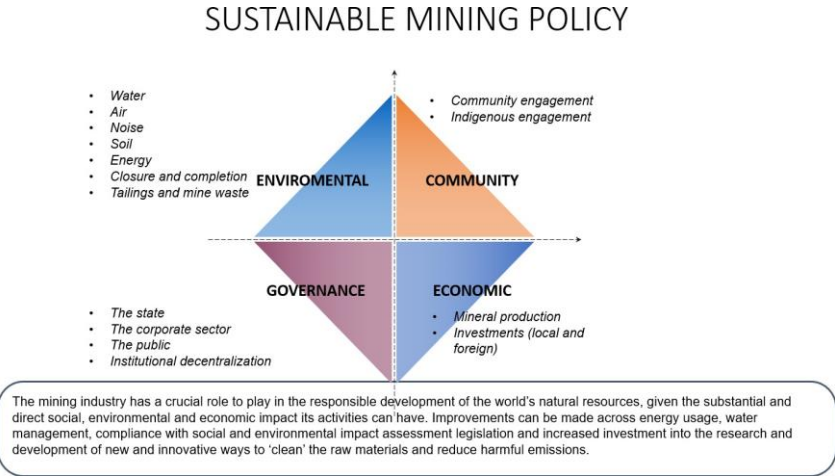 SUSTAINABLE MINING POLICY
• Water
• Air
• Noise
• Soil
• Energy
• Closure and completion
• Tailings and mine waste
ENVIROMENTAL
• Community engagement
• Indigenous engagement
COMMUNITY
GOVERNANCE
• The state
• The corporate sector
• The public
• Institutional decentralization
ECONOMIC
• Mineral production
• Investments (local and
foreign)
The mining industry has a crucial role to play in the responsible development of the world’s natural resources, given the substantial and
direct social, environmental and economic impact its activities can have. Improvements can be made across energy usage, water
management, compliance with social and environmental impact assessment legislation and increased investment into the research and
development of new and innovative ways to ‘clean’ the raw materials and reduce harmful emissions.